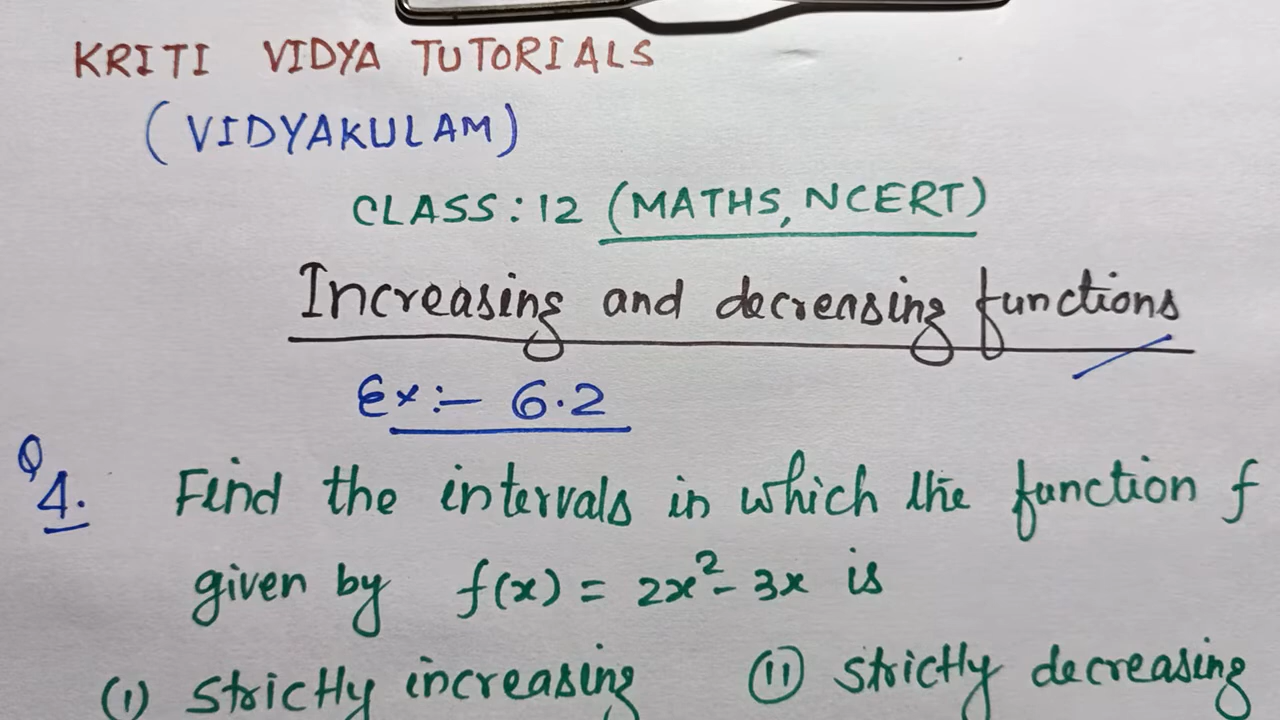 KRITI VIDYA TUTORIALS
(VIDYAKULAM)
CLASS: 12 (MATHS, NCERT)
Increasing and decreasing functions
Ex:- 6.2
Q4. Find the intervals in which the function f
given by f(x) = 2x² - 3x is
(i) strictly increasing (ii) strictly decreasing